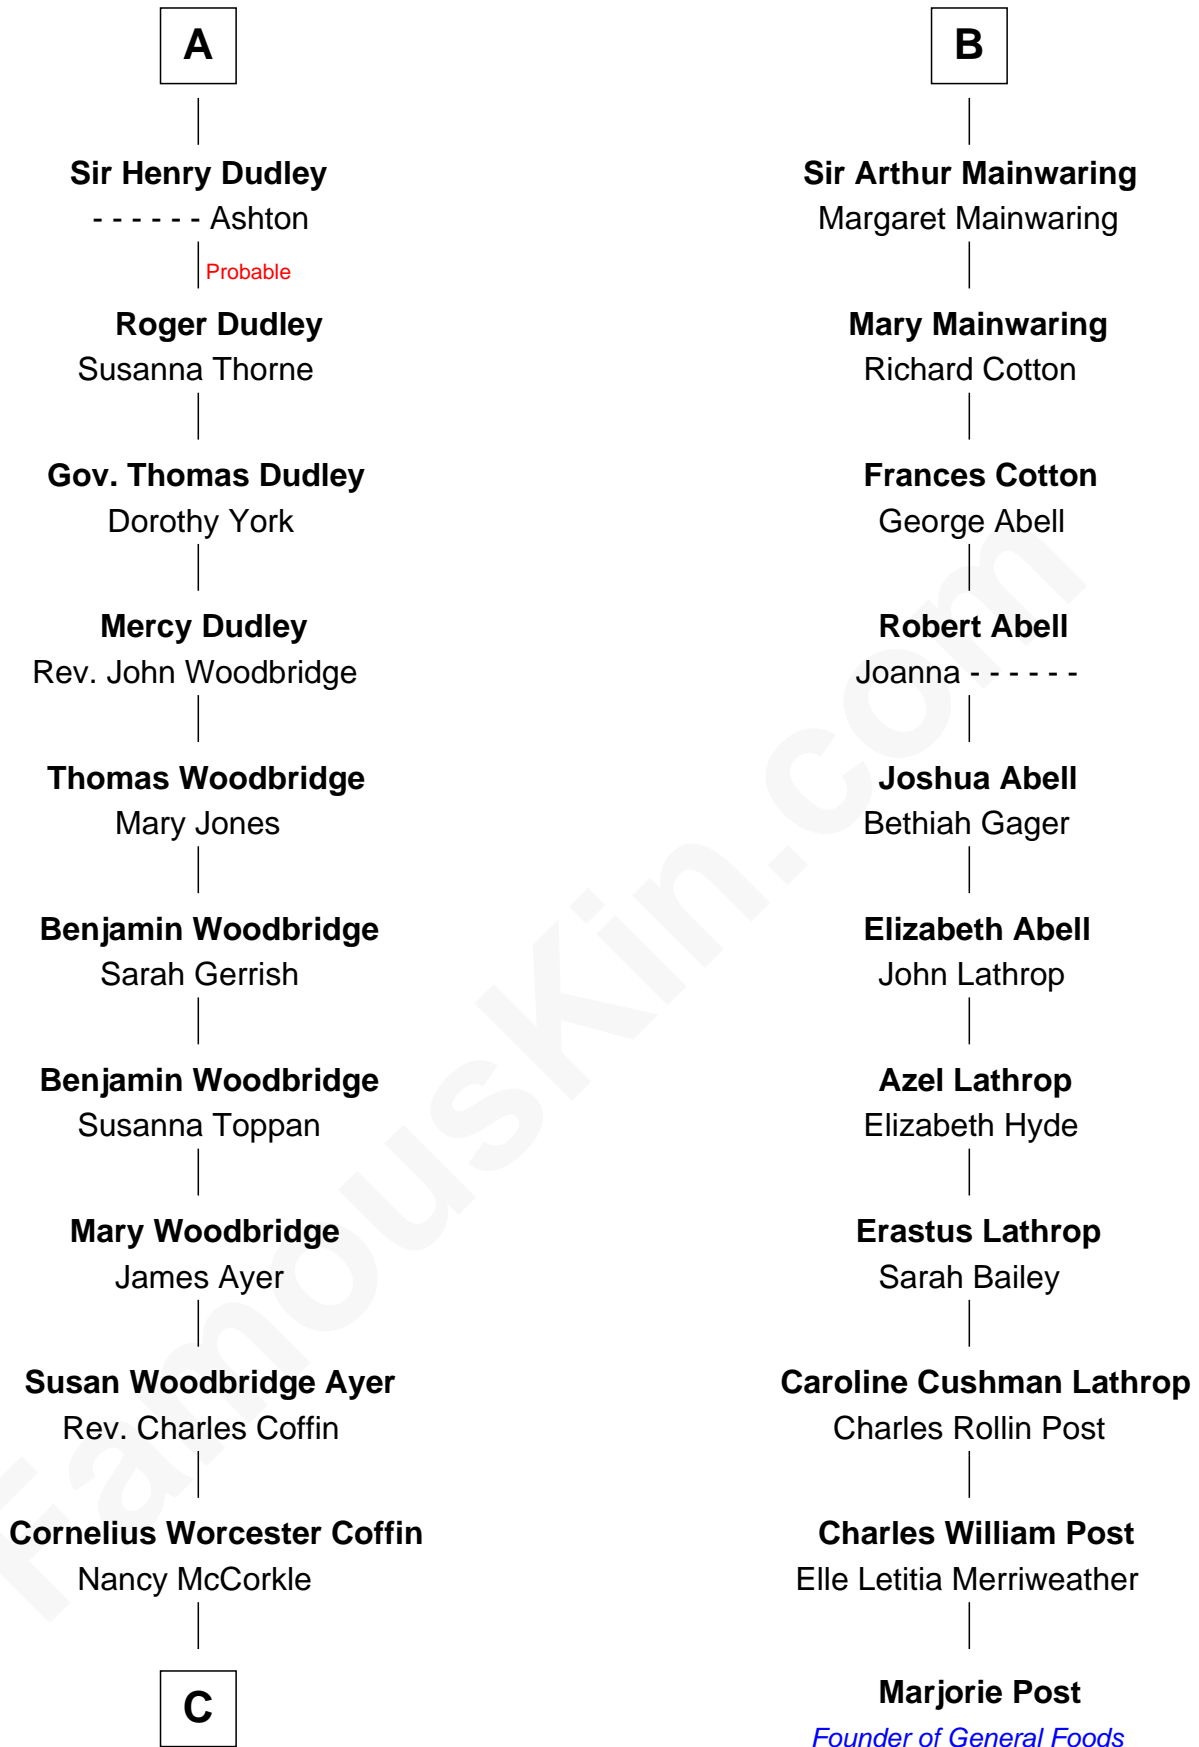 A
Sir Henry Dudley
- - - - - - Ashton
Probable
Roger Dudley
Susanna Thorne
Gov. Thomas Dudley
Dorothy York
Mercy Dudley
Rev. John Woodbridge
Thomas Woodbridge
Mary Jones
Benjamin Woodbridge
Sarah Gerrish
Benjamin Woodbridge
Susanna Toppan
Mary Woodbridge
James Ayer
Susan Woodbridge Ayer
Rev. Charles Coffin
Cornelius Worcester Coffin
Nancy McCorkle
C
B
Sir Arthur Mainwaring
Margaret Mainwaring
Mary Mainwaring
Richard Cotton
Frances Cotton
George Abell
Robert Abell
Joanna - - - - - -
Joshua Abell
Bethiah Gager
Elizabeth Abell
John Lathrop
Azel Lathrop
Elizabeth Hyde
Erastus Lathrop
Sarah Bailey
Caroline Cushman Lathrop
Charles Rollin Post
Charles William Post
Elle Letitia Merriweather
Marjorie Post
Founder of General Foods
FamousKin.com